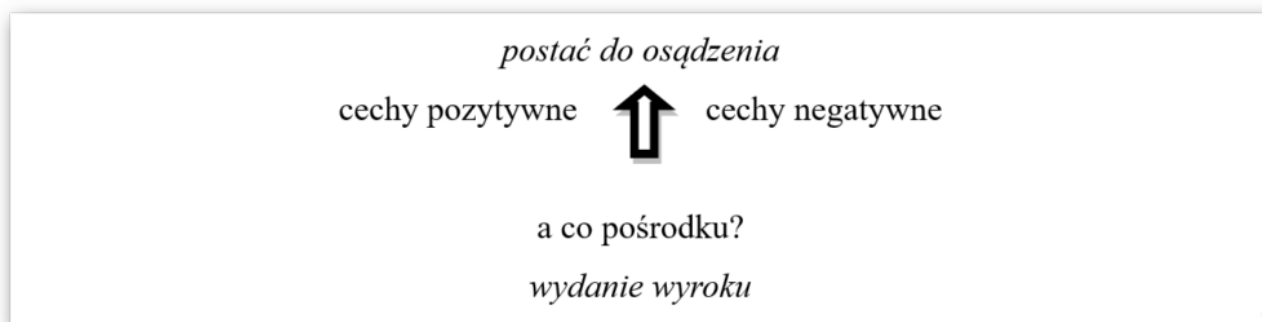 postać do osądzenia
cechy pozytywne cechy negatywne
a co pośrodku?
wydanie wyroku